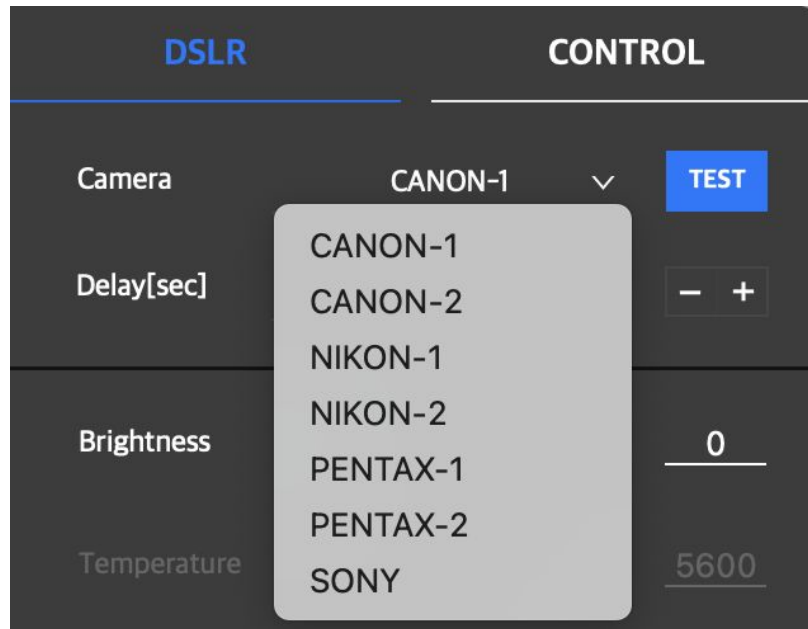 DSLR CONTROL
Camera CANON-1 TEST
CANON-1
Delay[sec] − +
CANON-2
NIKON-1
NIKON-2
Brightness 0
PENTAX-1
PENTAX-2
Temperature 5600
SONY